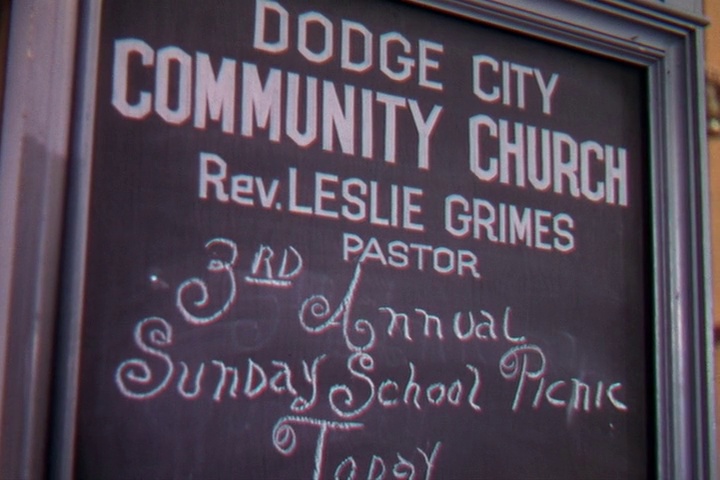 DODGE CITY
COMMUNITY CHURCH
Rev. LESLIE GRIMES
PASTOR
3RD Annual
Sunday School Picnic
Today